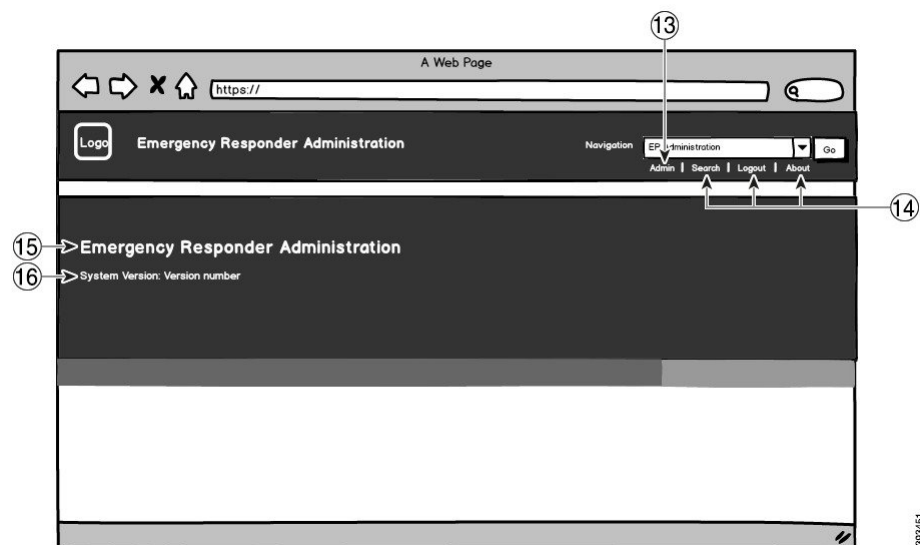 13
A Web Page
https://
Logo
Emergency Responder Administration
Navigation
Administration
Go
Admin | Search | Logout | About
14
15
Emergency Responder Administration
16
System Version: Version number